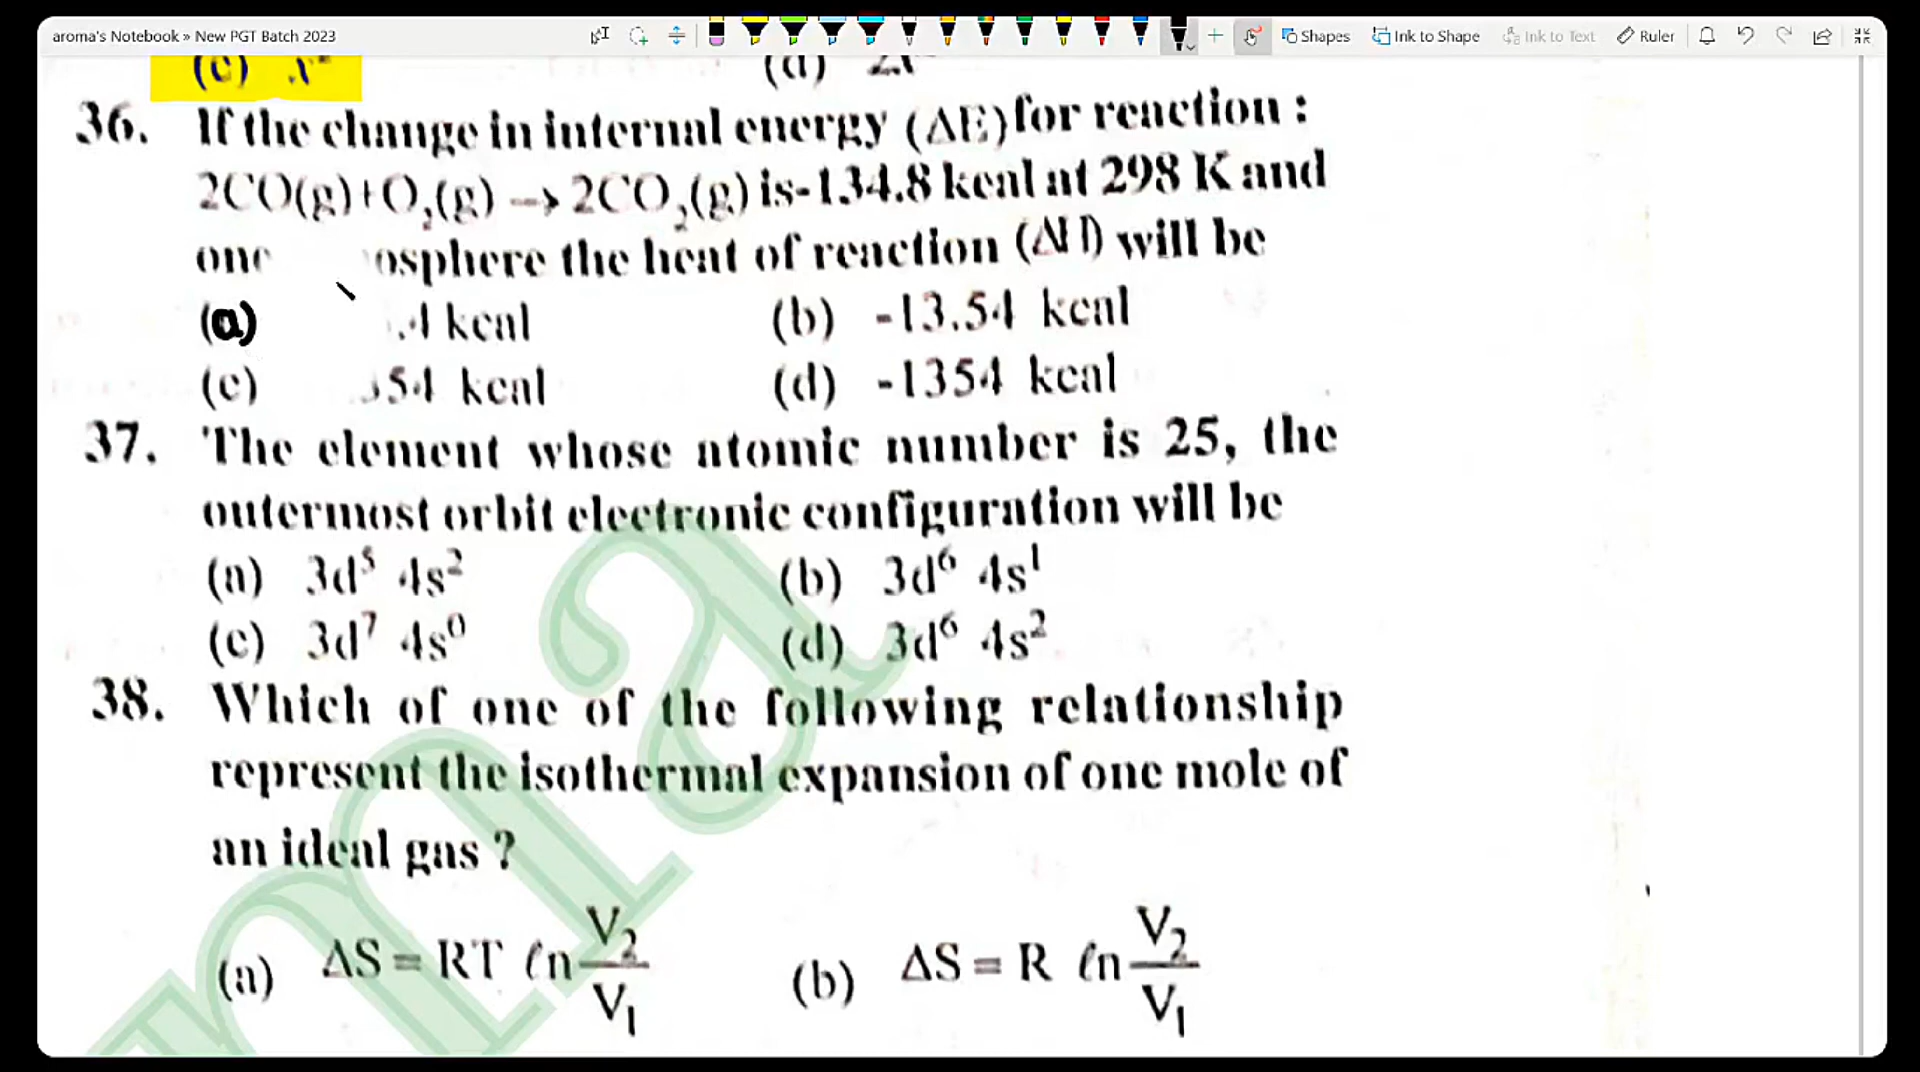 aroma's Notebook » New PGT Batch 2023
Shapes Ink to Shape Ink to Text Ruler
(c) x² (d)
36. If the change in internal energy (ΔE) for reaction :
2CO(g)+O₂(g) --> 2CO₂(g) is-134.8 kcal at 298 K and
one osphere the heat of reaction (ΔH) will be
(a) .4 kcal (b) -13.54 kcal
(c) 354 kcal (d) -1354 kcal
37. The element whose atomic number is 25, the
outermost orbit electronic configuration will be
(a) 3d⁵ 4s² (b) 3d⁶ 4s¹
(c) 3d⁷ 4s⁰ (d) 3d⁶ 4s²
38. Which of one of the following relationship
represent the isothermal expansion of one mole of
an ideal gas ?
(a) ΔS = RT ℓn V₂/V₁ (b) ΔS = R ℓn V₂/V₁